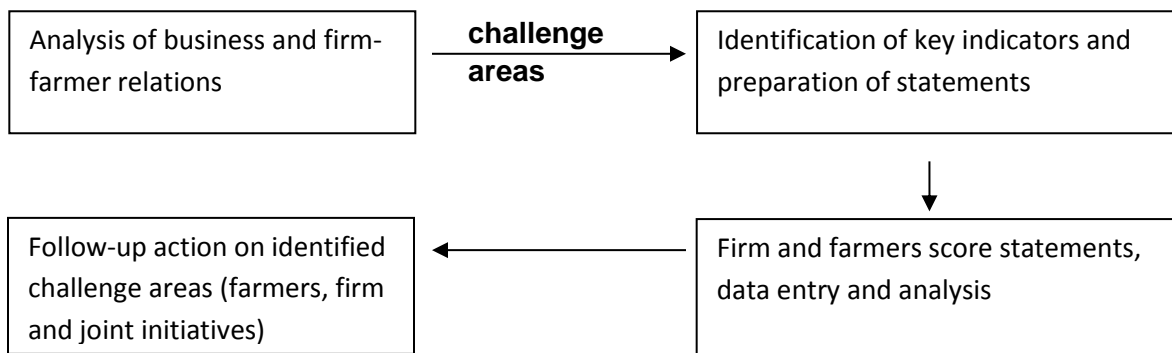 Analysis of business and firm-
farmer relations
challenge
areas
Identification of key indicators and
preparation of statements
Firm and farmers score statements,
data entry and analysis
Follow-up action on identified
challenge areas (farmers, firm
and joint initiatives)